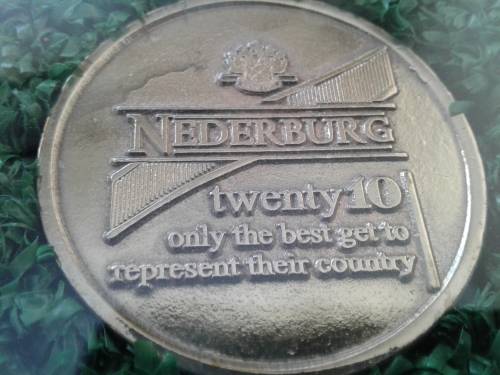 NEDERBURG
twenty10
only the best get to
represent their country